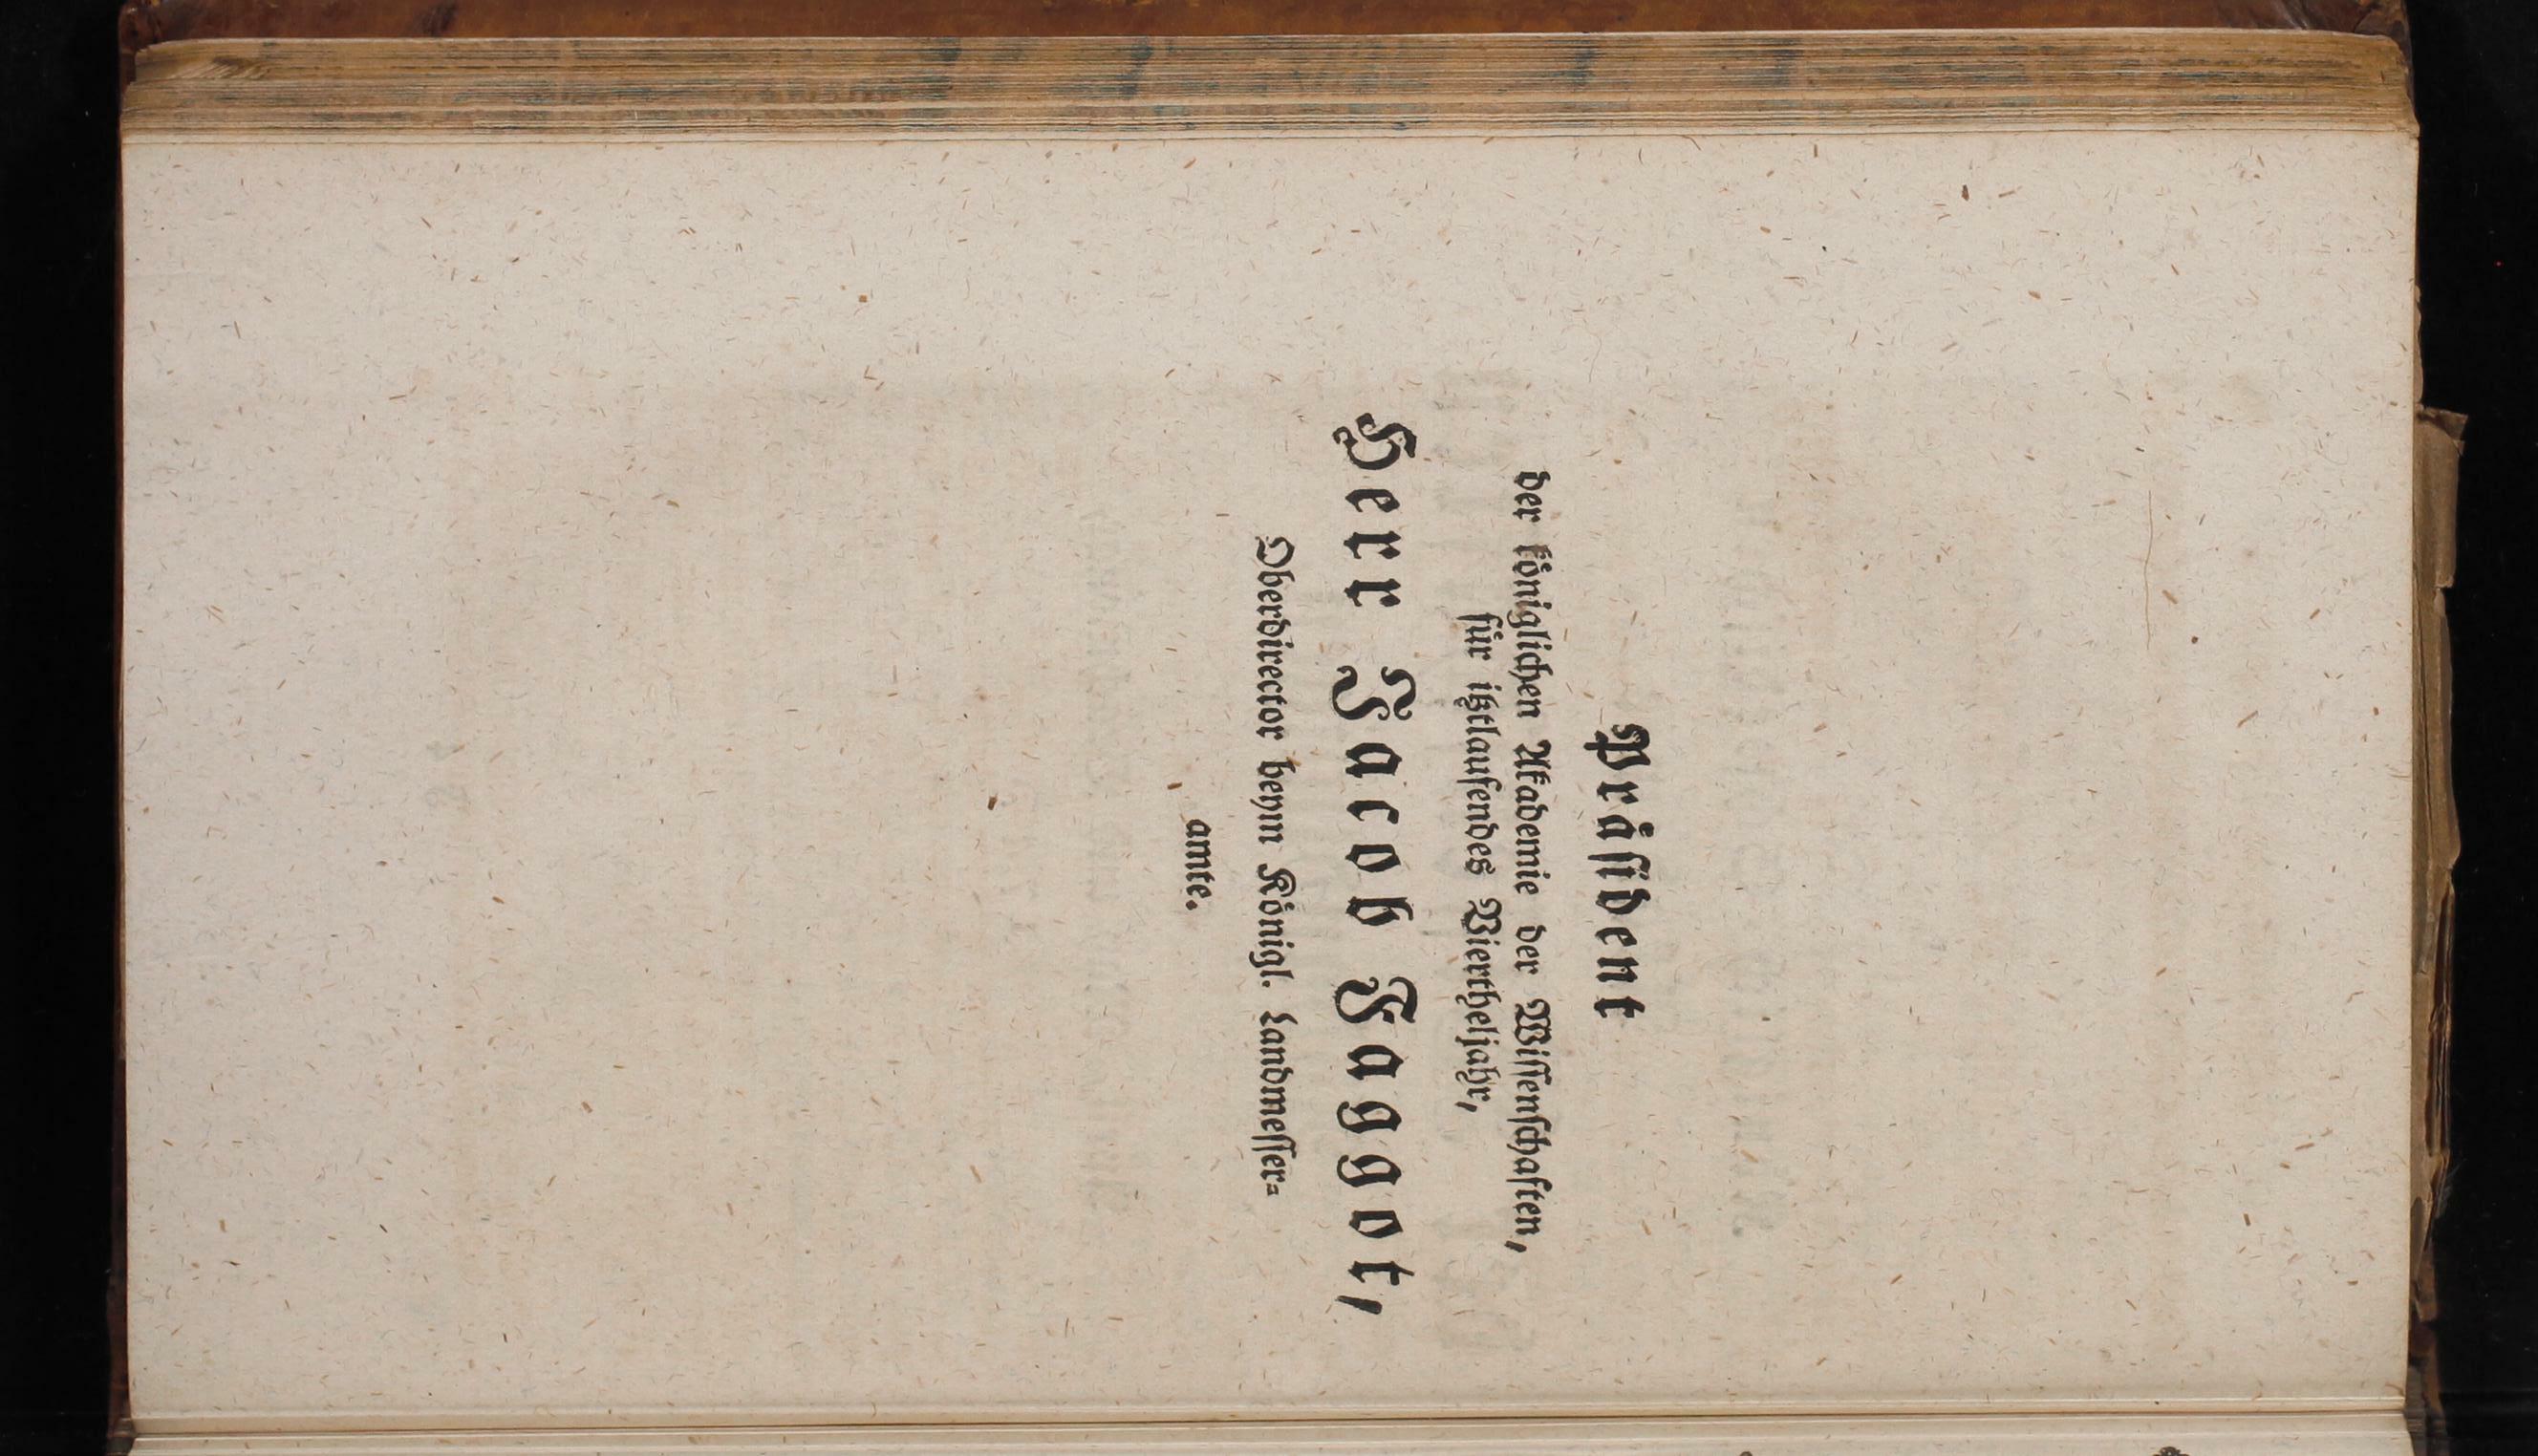 Präsident
der königlichen Akademie der Wissenschaften,
für itztlaufendes Viertheljahr,
Herr Jacob Faggot,
Oberdirector beym Königl. Landmesser-
amte.